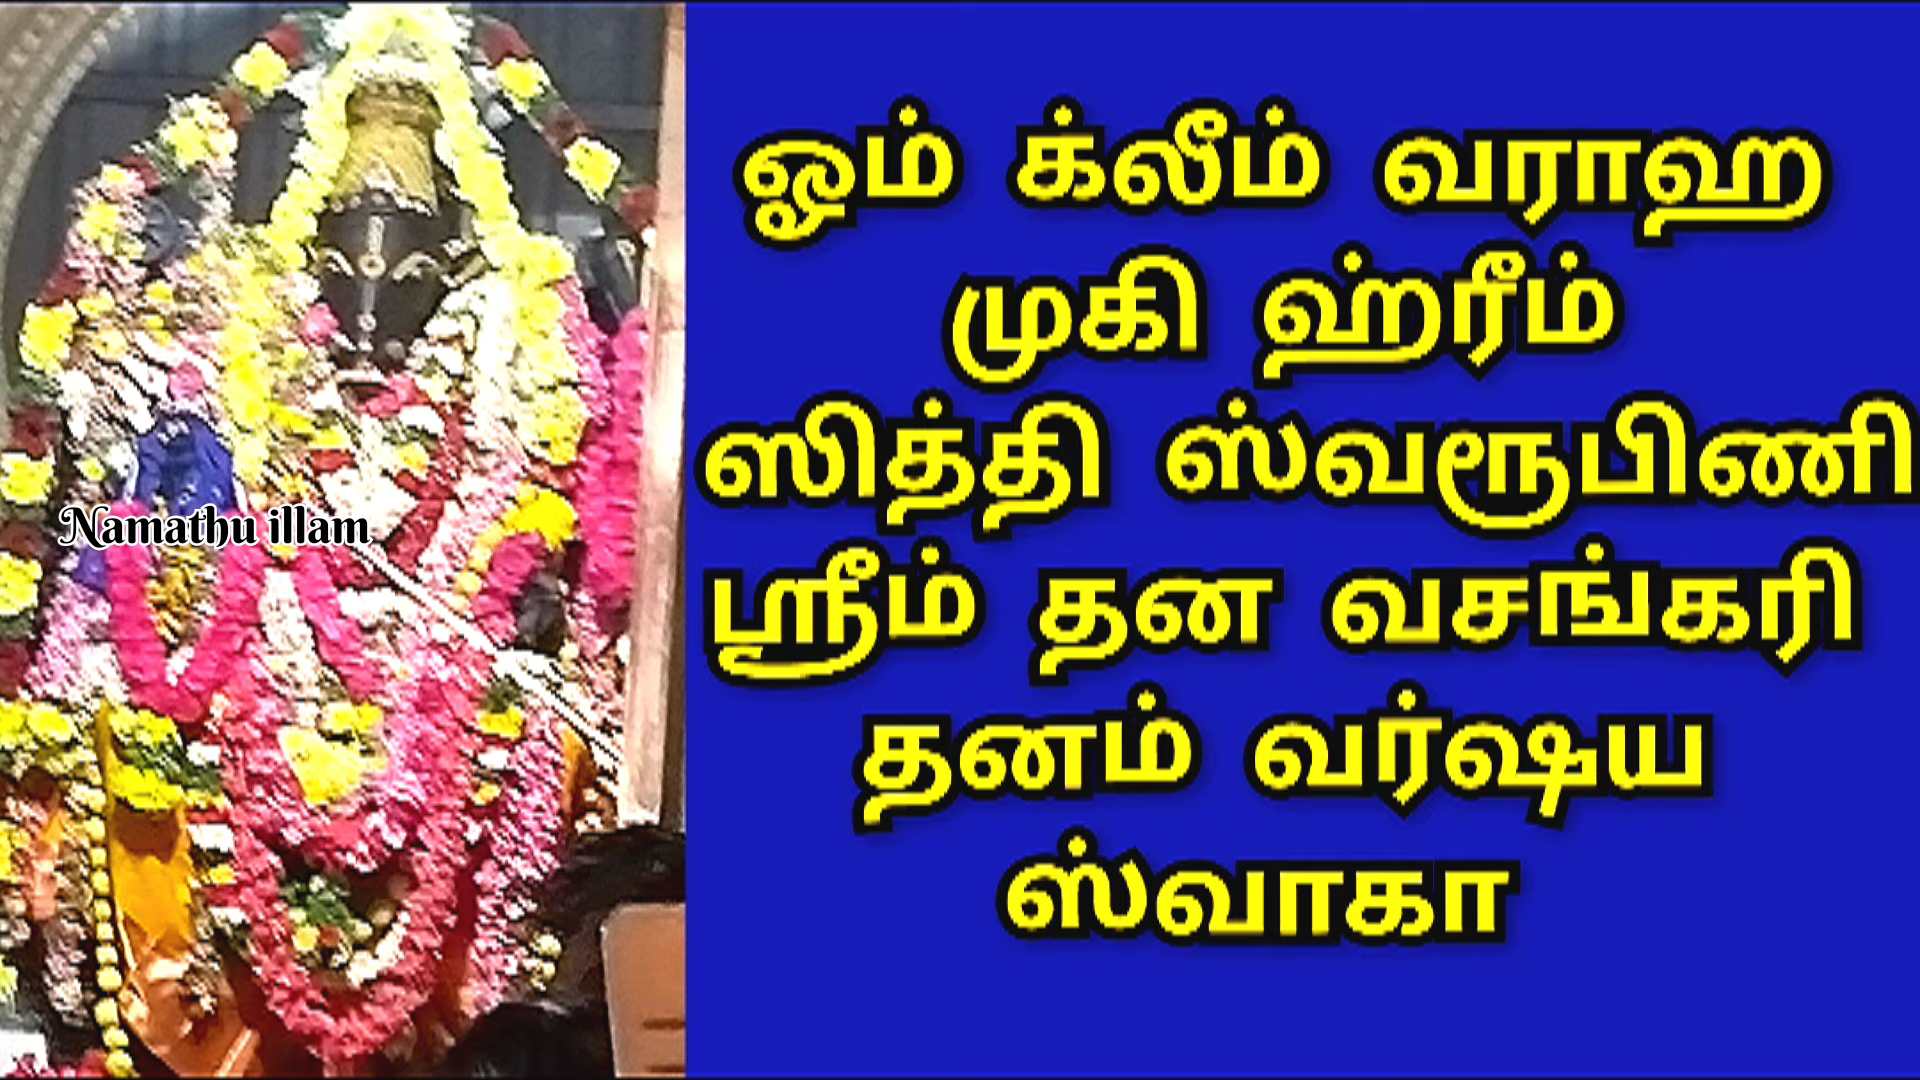 ஓம் க்லீம் வராஹ
முகி ஹ்ரீம்
ஸித்தி ஸ்வரூபிணி
ஸ்ரீம் தன வசங்கரி
தனம் வர்ஷய
ஸ்வாகா
Namathu illam